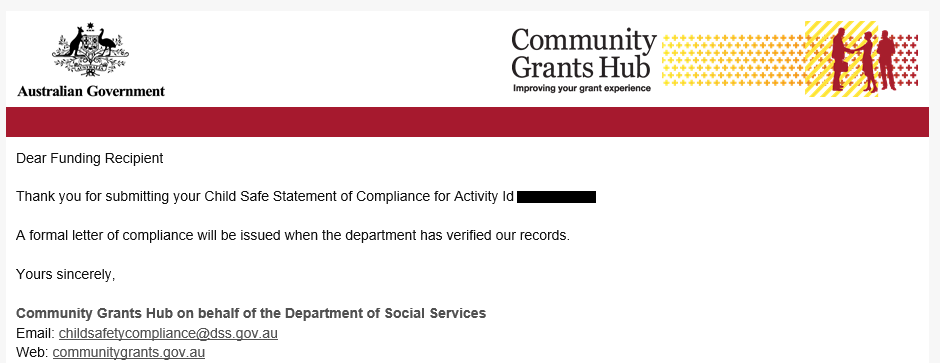 Australian Government
Community
Grants Hub
Improving your grant experience
Dear Funding Recipient
Thank you for submitting your Child Safe Statement of Compliance for Activity Id
A formal letter of compliance will be issued when the department has verified our records.
Yours sincerely,
Community Grants Hub on behalf of the Department of Social Services
Email: childsafetycompliance@dss.gov.au
Web: communitygrants.gov.au